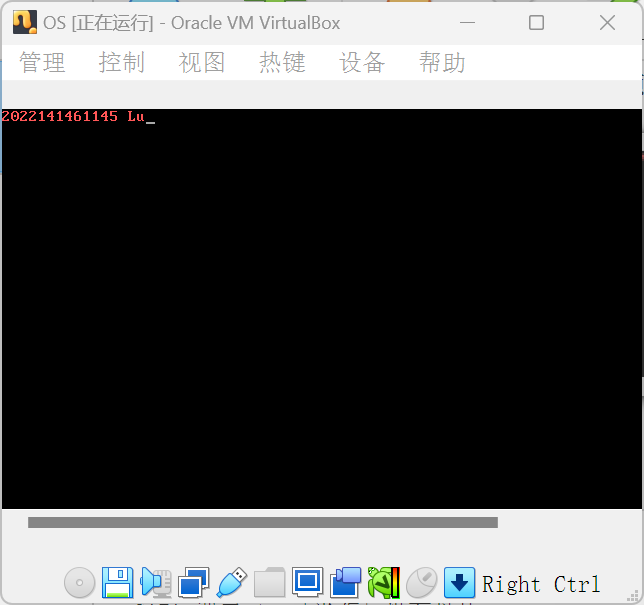 OS [正在运行] - Oracle VM VirtualBox
管理 控制 视图 热键 设备 帮助
2022141461145 Lu_
Right Ctrl